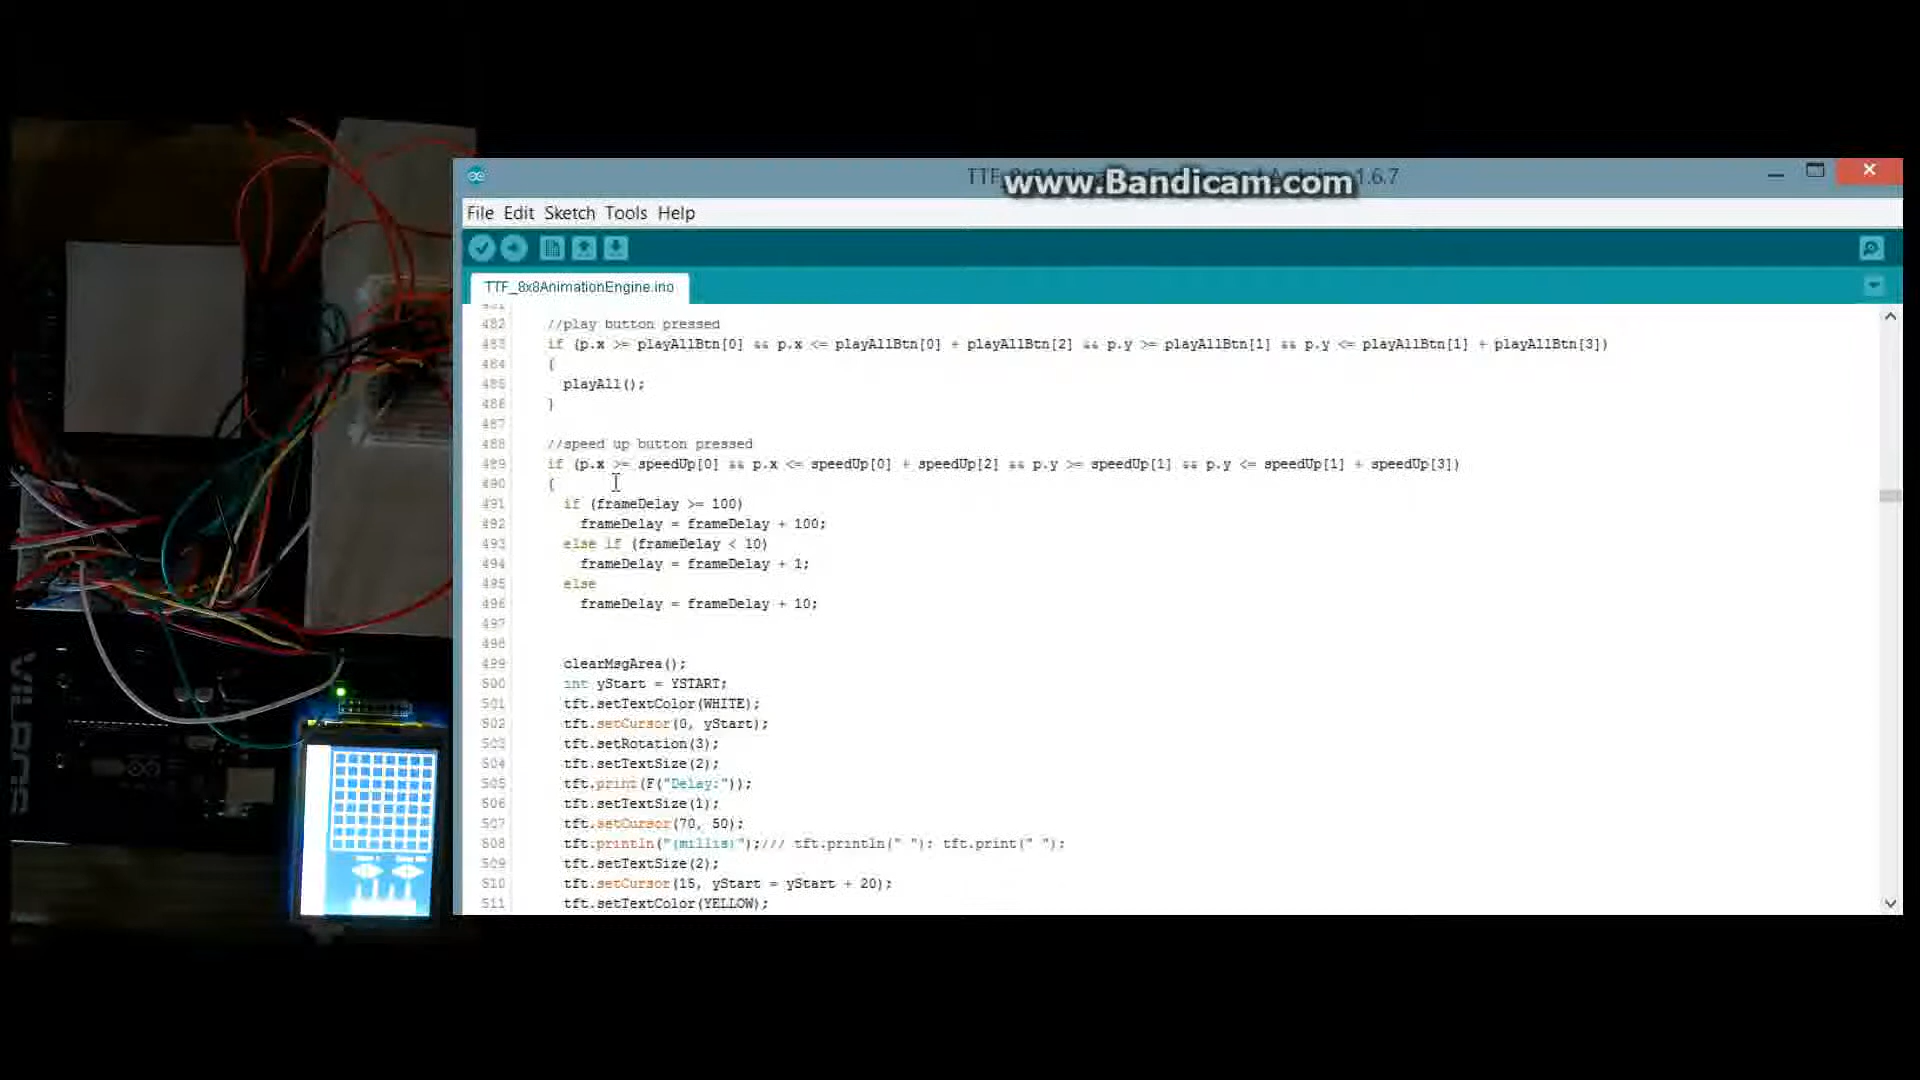 www.Bandicam.com
1.6.7
File Edit Sketch Tools Help
TTF_8x8AnimationEngine.ino
482 //play button pressed
483 if (p.x >= playAllBtn[0] && p.x <= playAllBtn[0] + playAllBtn[2] && p.y >= playAllBtn[1] && p.y <= playAllBtn[1] + playAllBtn[3])
484 {
485 playAll();
486 }
487
488 //speed up button pressed
489 if (p.x >= speedUp[0] && p.x <= speedUp[0] + speedUp[2] && p.y >= speedUp[1] && p.y <= speedUp[1] + speedUp[3])
490 {
491 if (frameDelay >= 100)
492 frameDelay = frameDelay + 100;
493 else if (frameDelay < 10)
494 frameDelay = frameDelay + 1;
495 else
496 frameDelay = frameDelay + 10;
497
498
499 clearMsgArea();
500 int yStart = YSTART;
501 tft.setTextColor(WHITE);
502 tft.setCursor(0, yStart);
503 tft.setRotation(3);
504 tft.setTextSize(2);
505 tft.print(F("Delay:"));
506 tft.setTextSize(1);
507 tft.setCursor(70, 50);
508 tft.println("(millis)");/// tft.println(" "); tft.print(" ");
509 tft.setTextSize(2);
510 tft.setCursor(15, yStart = yStart + 20);
511 tft.setTextColor(YELLOW);